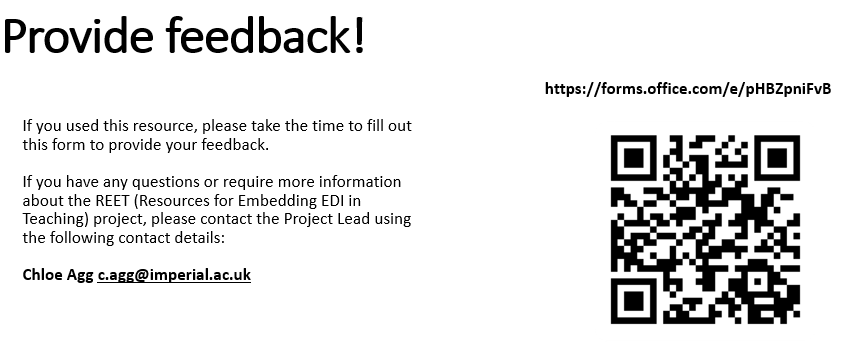 Provide feedback!
https://forms.office.com/e/pHBZpniFvB
If you used this resource, please take the time to fill out
this form to provide your feedback.
If you have any questions or require more information
about the REET (Resources for Embedding EDI in
Teaching) project, please contact the Project Lead using
the following contact details:
Chloe Agg c.agg@imperial.ac.uk